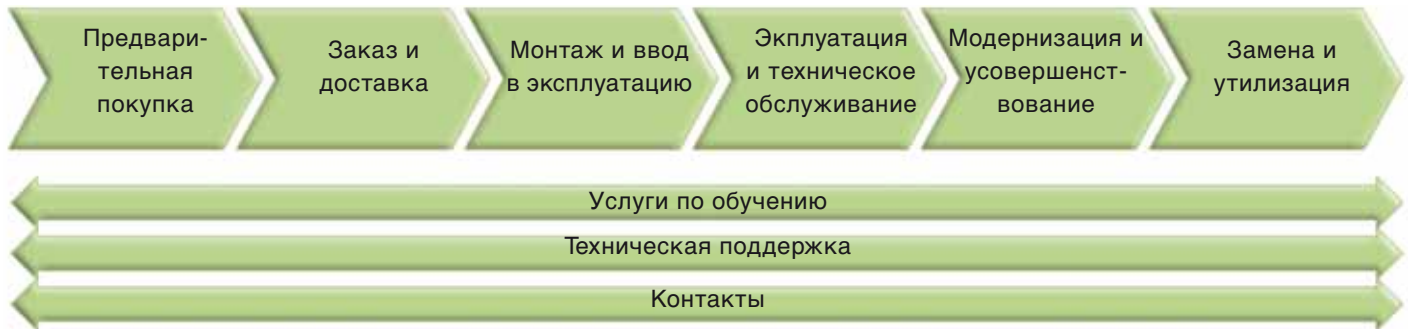 Предвари-
тельная
покупка
Заказ и
доставка
Монтаж и ввод
в эксплуатацию
Экплуатация
и техническое
обслуживание
Модернизация и
усовершенст-
вование
Замена и
утилизация
Услуги по обучению
Техническая поддержка
Контакты